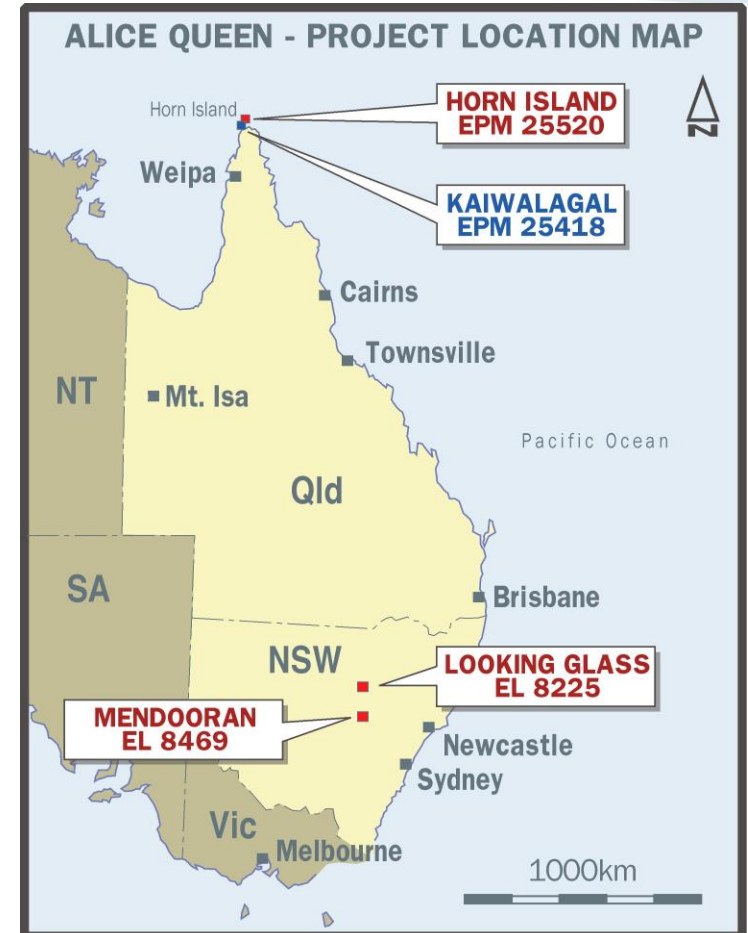 ALICE QUEEN - PROJECT LOCATION MAP
Horn Island
HORN ISLAND
EPM 25520
N
Weipa
KAIWALAGAL
EPM 25418
Cairns
Townsville
NT
Mt. Isa
Pacific Ocean
Qld
SA
Brisbane
NSW
LOOKING GLASS
EL 8225
MENDOORAN
EL 8469
Newcastle
Sydney
Vic
Melbourne
1000km